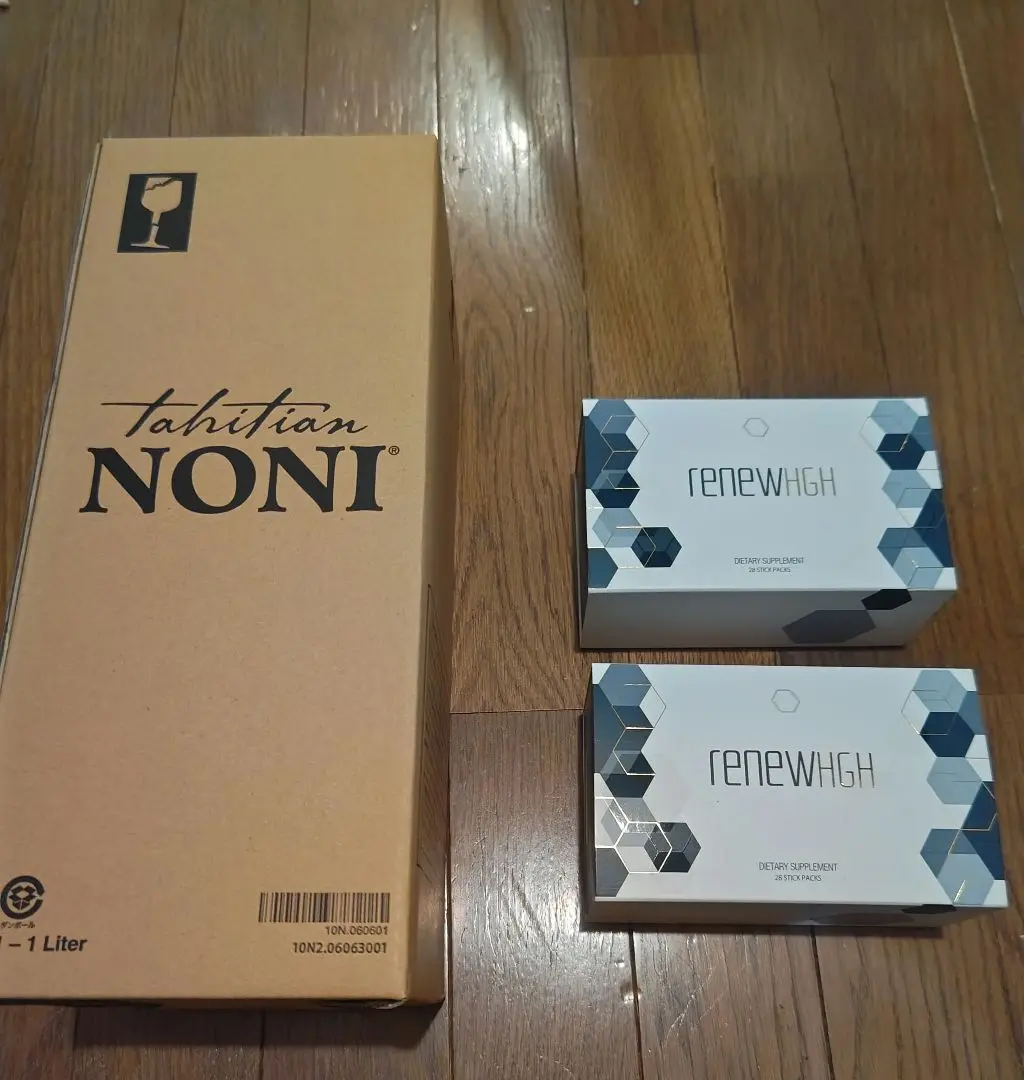 tahitian
NONI®
10N.060601
10N2.06063001
ダンボール
– 1 Liter
renewHGH
DIETARY SUPPLEMENT
28 STICK PACKS
renewHGH
DIETARY SUPPLEMENT
28 STICK PACKS